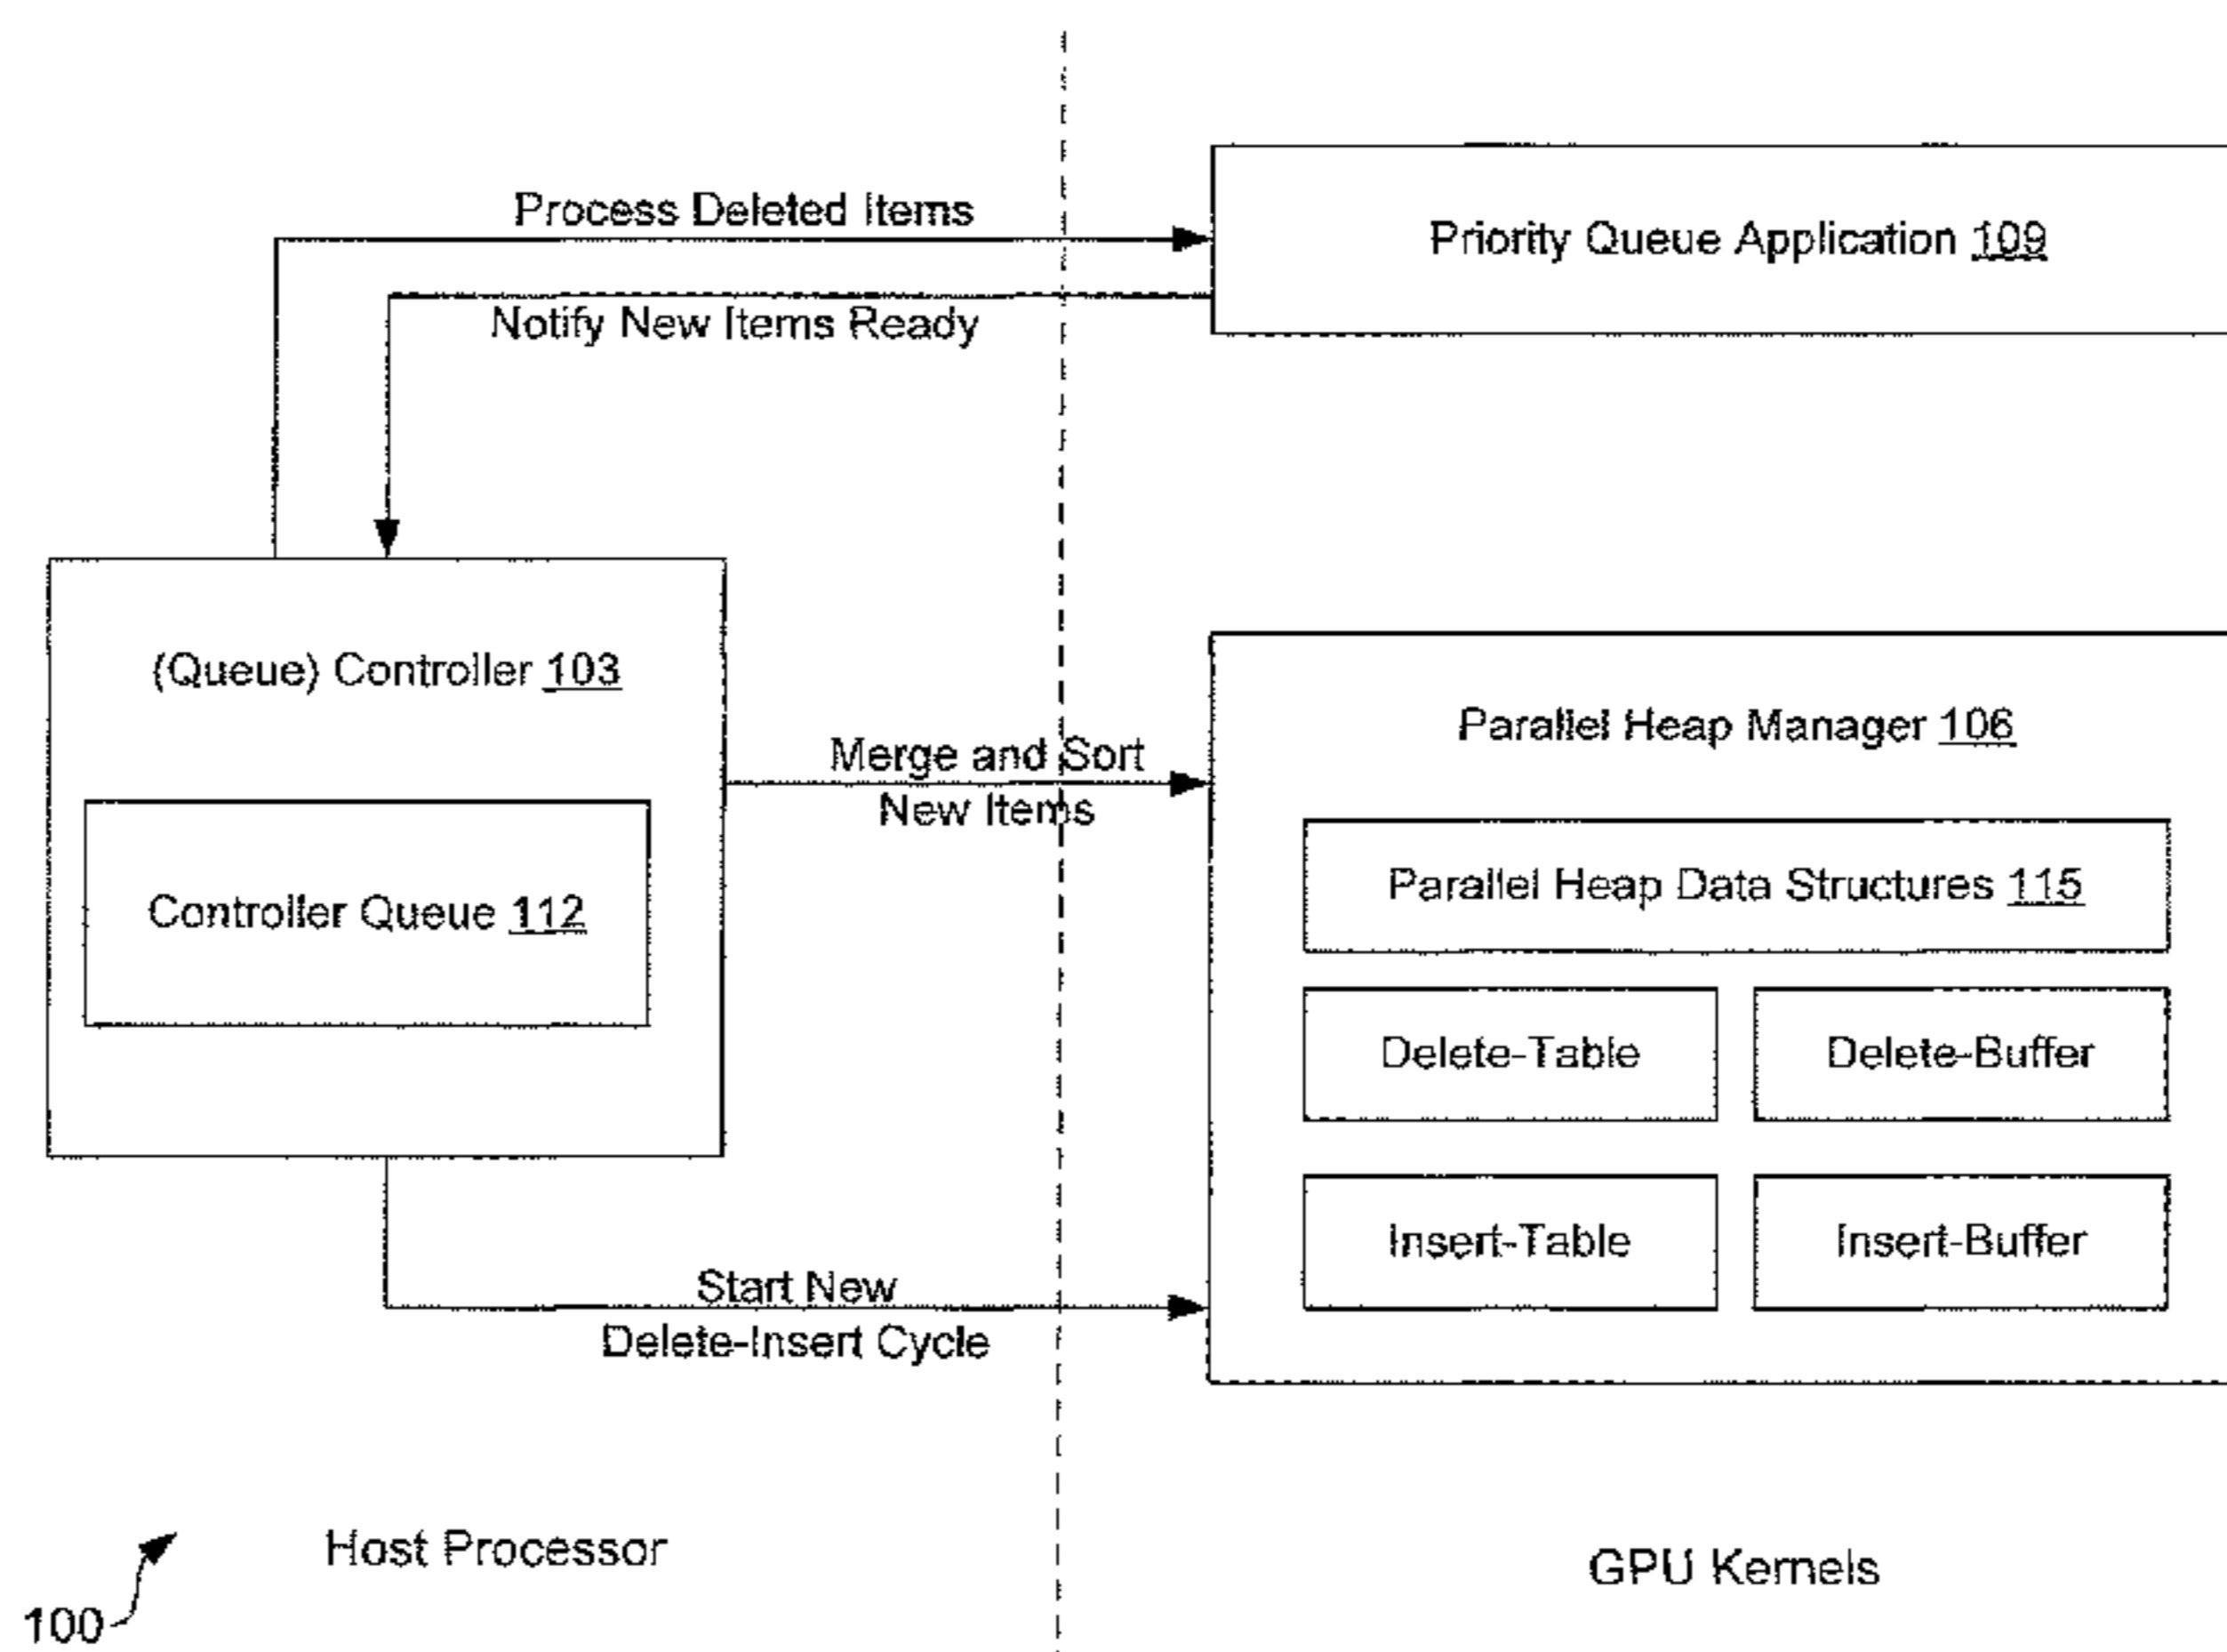 Process Deleted Items
Priority Queue Application 109
Notify New Items Ready
(Queue) Controller 103
Controller Queue 112
Merge and Sort
New Items
Parallel Heap Manager 106
Parallel Heap Data Structures 115
Delete-Table
Delete-Buffer
Insert-Table
Insert-Buffer
Start New
Delete-Insert Cycle
Host Processor
GPU Kernels
100